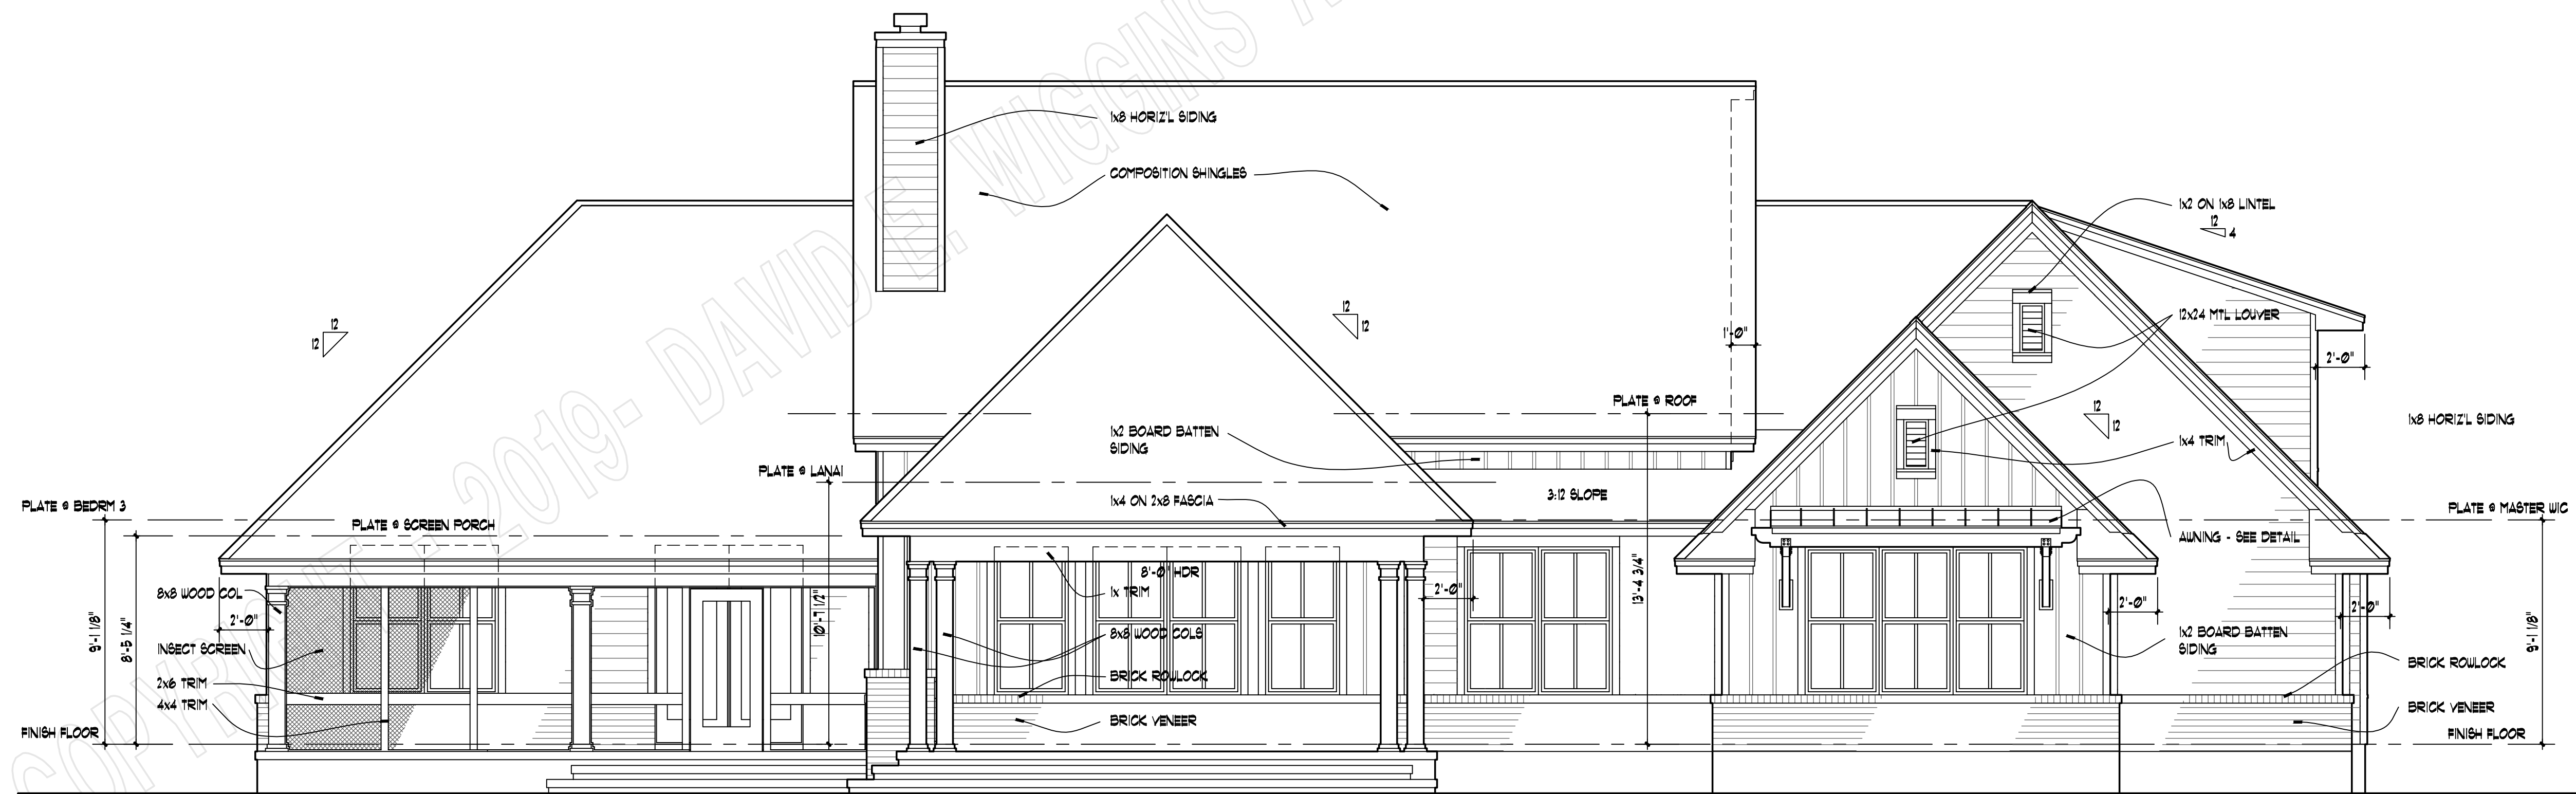 COPYRIGHT - 2019- DAVID E. WIGGINS
1x8 HORIZ'L SIDING
COMPOSITION SHINGLES
1x2 ON 1x8 LINTEL
12
4
12x24 MTL LOUVER
12
12
12
12
1'-0"
2'-0"
PLATE @ ROOF
12
12
1x8 HORIZ'L SIDING
1x2 BOARD BATTEN
SIDING
1x4 TRIM
PLATE @ LANAI
1x4 ON 2x8 FASCIA
3:12 SLOPE
PLATE @ BEDRM 3
PLATE @ MASTER WIC
PLATE @ SCREEN PORCH
AWNING - SEE DETAIL
8'-0" HDR
8x8 WOOD COL
1x TRIM
2'-0"
2'-0"
2'-0"
2'-0"
9'-1 1/8"
8'-5 1/4"
10'-7 1/2"
13'-4 3/4"
9'-1 1/8"
INSECT SCREEN
8x8 WOOD COLS
1x2 BOARD BATTEN
SIDING
2x6 TRIM
BRICK ROWLOCK
BRICK ROWLOCK
4x4 TRIM
BRICK VENEER
BRICK VENEER
FINISH FLOOR
FINISH FLOOR